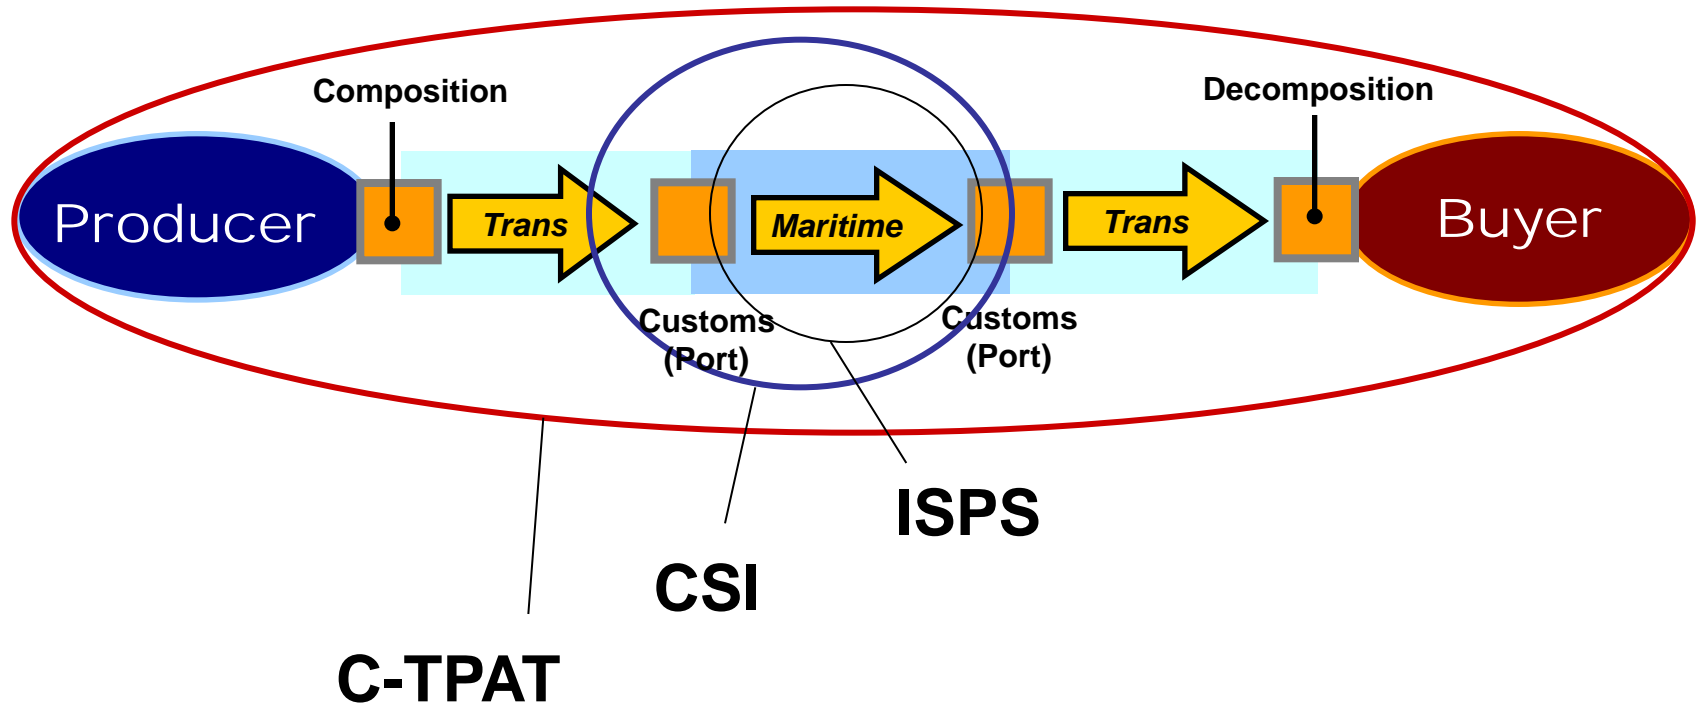 Composition
Decomposition
Producer
Trans
Maritime
Trans
Buyer
Customs
(Port)
Customs
(Port)
ISPS
CSI
C-TPAT